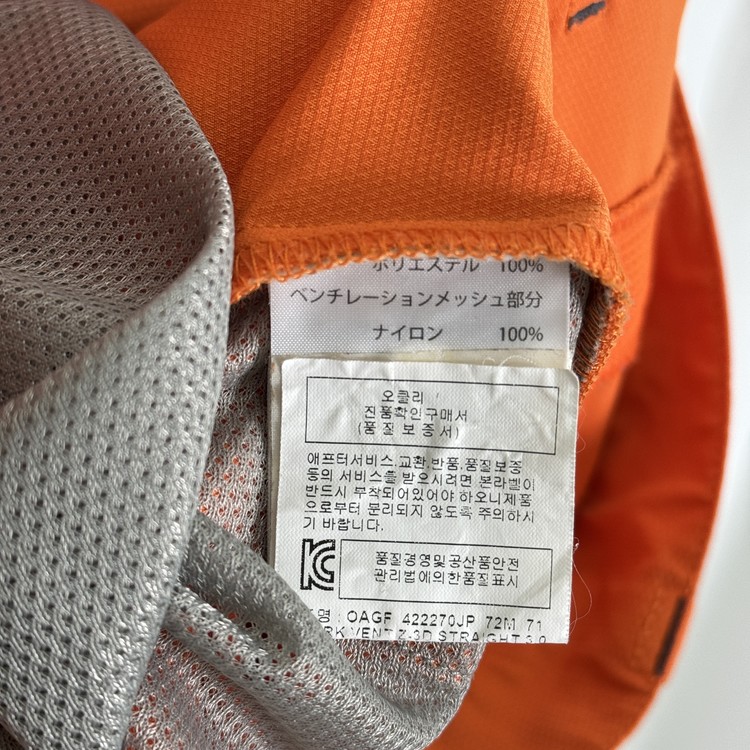 ポリエステル 100%
ベンチレーションメッシュ部分
ナイロン 100%
오클리
진품확인구매서
(품질보증서)
애프터서비스,교환,반품,품질보증
등의 서비스를 받으시려면,본라벨이
반드시 부착되어있어야 하오니제품
으로부터 분리되지 않도록 주의하시
기 바랍니다.
품질경영및공산품안전
관리법에의한품질표시
명 : OAGF 422270JP 72M 71
VENT Z-3D STRAIGHT 3.0